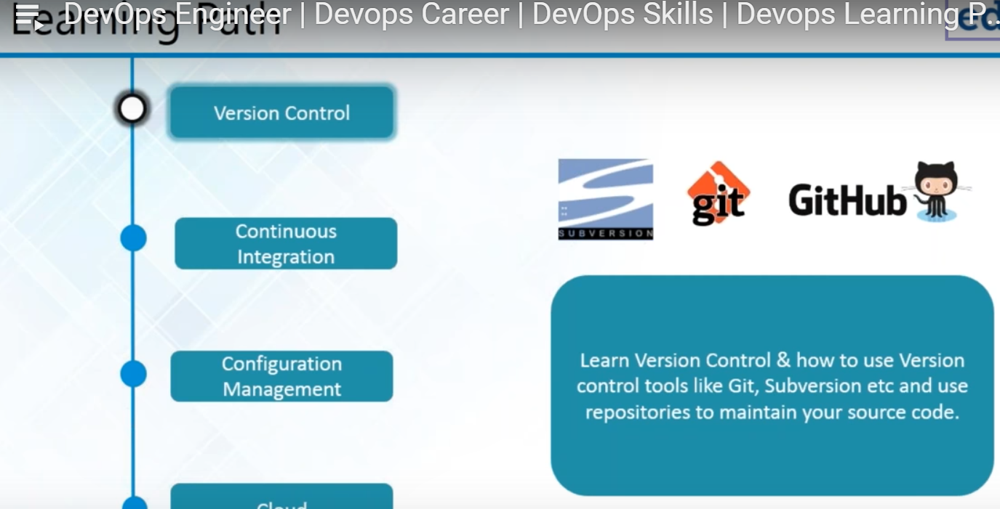 Learning Path
DevOps Engineer | Devops Career | DevOps Skills | Devops Learning P...
ed
Version Control
SUBVERSION
git
GitHub
Continuous
Integration
Configuration
Management
Learn Version Control & how to use Version
control tools like Git, Subversion etc and use
repositories to maintain your source code.
Cloud